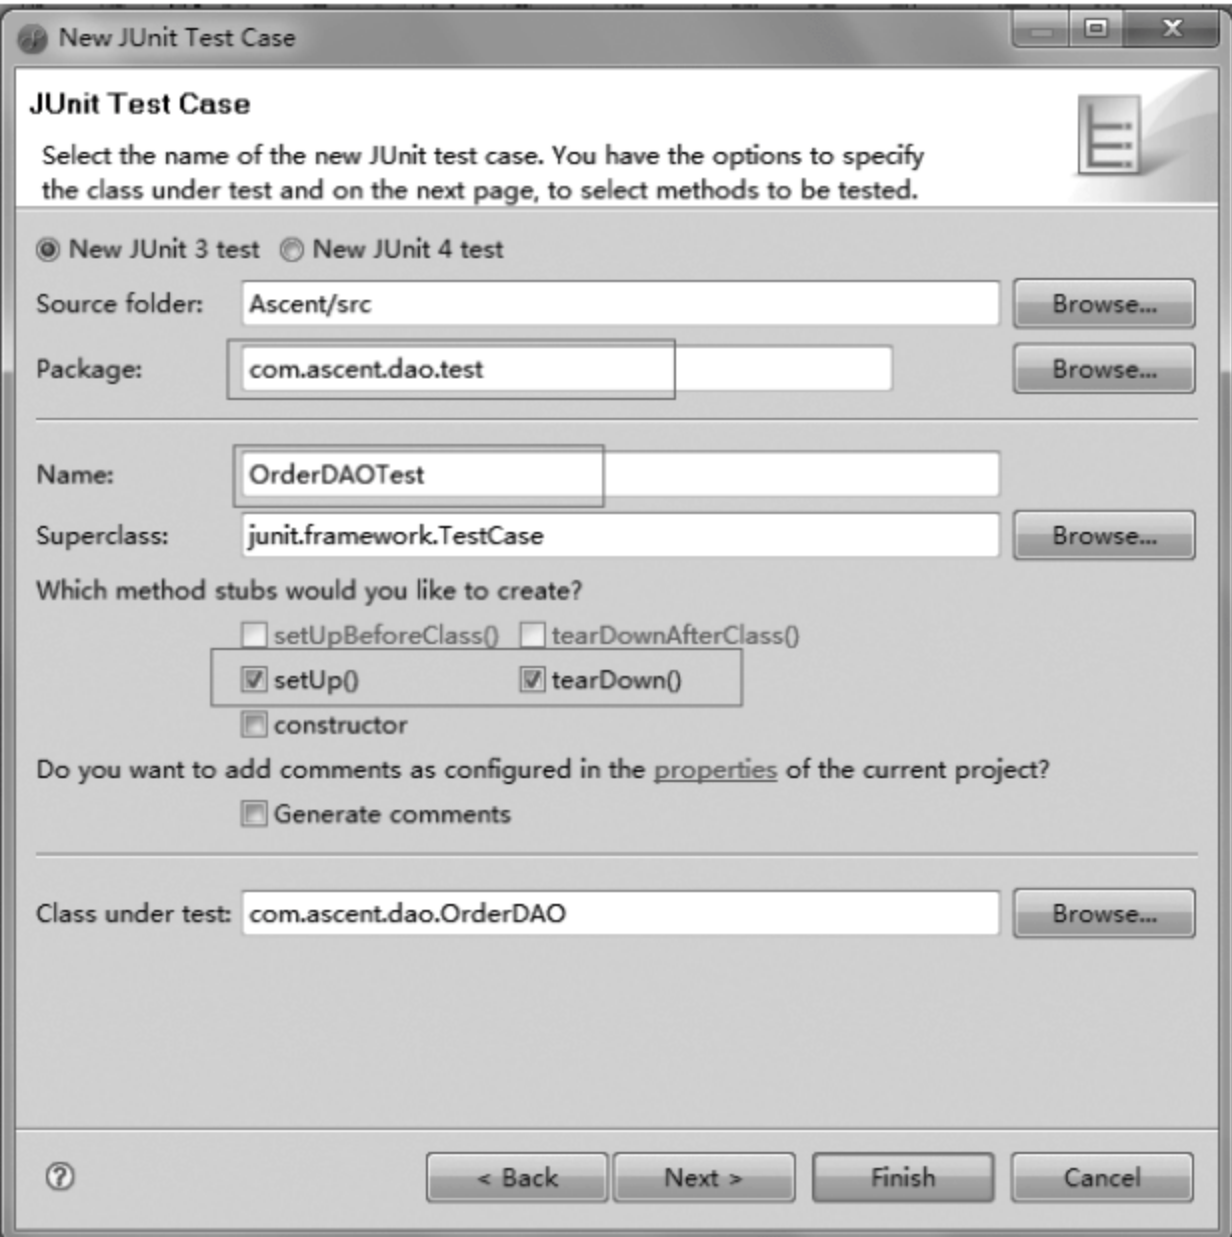 New JUnit Test Case
JUnit Test Case
Select the name of the new JUnit test case. You have the options to specify
the class under test and on the next page, to select methods to be tested.
New JUnit 3 test New JUnit 4 test
Source folder: Ascent/src Browse...
Package: com.ascent.dao.test Browse...
Name: OrderDAOTest
Superclass: junit.framework.TestCase Browse...
Which method stubs would you like to create?
setUpBeforeClass() tearDownAfterClass()
setUp() tearDown()
constructor
Do you want to add comments as configured in the properties of the current project?
Generate comments
Class under test: com.ascent.dao.OrderDAO Browse...
< Back Next > Finish Cancel